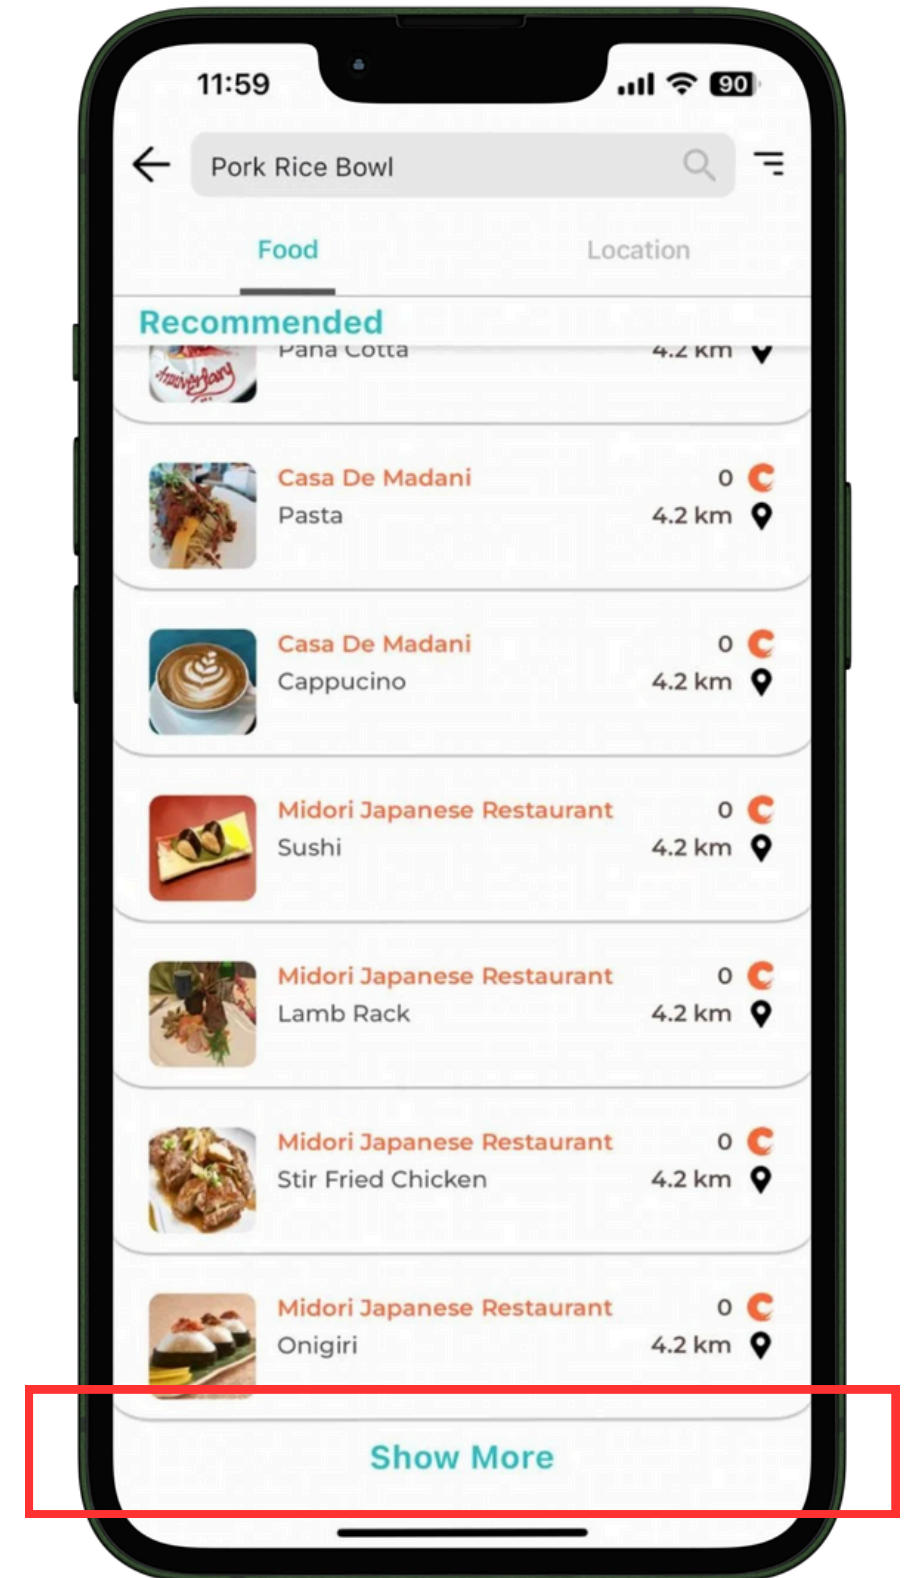 11:59
90
Pork Rice Bowl
Food
Location
Recommended
Pana Cotta
4.2 km
Anniversary
Casa De Madani
0
Pasta
4.2 km
Casa De Madani
0
Cappucino
4.2 km
Midori Japanese Restaurant
0
Sushi
4.2 km
Midori Japanese Restaurant
0
Lamb Rack
4.2 km
Midori Japanese Restaurant
0
Stir Fried Chicken
4.2 km
Midori Japanese Restaurant
0
Onigiri
4.2 km
Show More